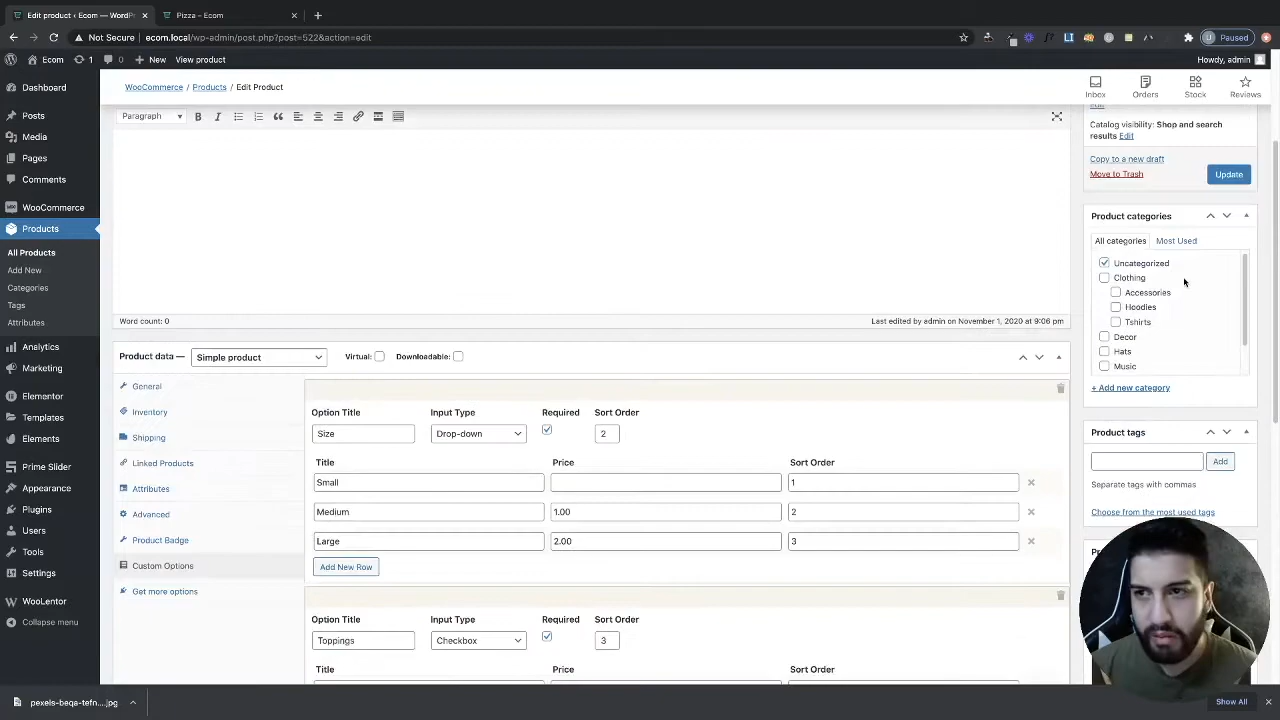 Edit product ‹ Ecom — WordPr
Pizza – Ecom
Not Secure ecom.local/wp-admin/post.php?post=522&action=edit
Paused
Ecom 1 0 New View product
Howdy, admin
WooCommerce / Products / Edit Product
Inbox Orders Stock Reviews
Dashboard
Posts
Media
Pages
Comments
WooCommerce
Products
All Products
Add New
Categories
Tags
Attributes
Analytics
Marketing
Elementor
Templates
Elements
Prime Slider
Appearance
Plugins
Users
Tools
Settings
WooLentor
Collapse menu
Paragraph
Word count: 0
Last edited by admin on November 1, 2020 at 9:06 pm
Product data — Simple product Virtual: Downloadable:
General
Inventory
Shipping
Linked Products
Attributes
Advanced
Product Badge
Custom Options
Get more options
Option Title Input Type Required Sort Order
Size Drop-down 2
Title Price Sort Order
Small 1
Medium 1.00 2
Large 2.00 3
Add New Row
Option Title Input Type Required Sort Order
Toppings Checkbox 3
Title Price Sort Order
Edit
Catalog visibility: Shop and search
results Edit
Copy to a new draft
Move to Trash
Update
Product categories
All categories Most Used
Uncategorized
Clothing
Accessories
Hoodies
Tshirts
Decor
Hats
Music
+ Add new category
Product tags
Add
Separate tags with commas
Choose from the most used tags
pexels-beqa-tefn....jpg
Show All